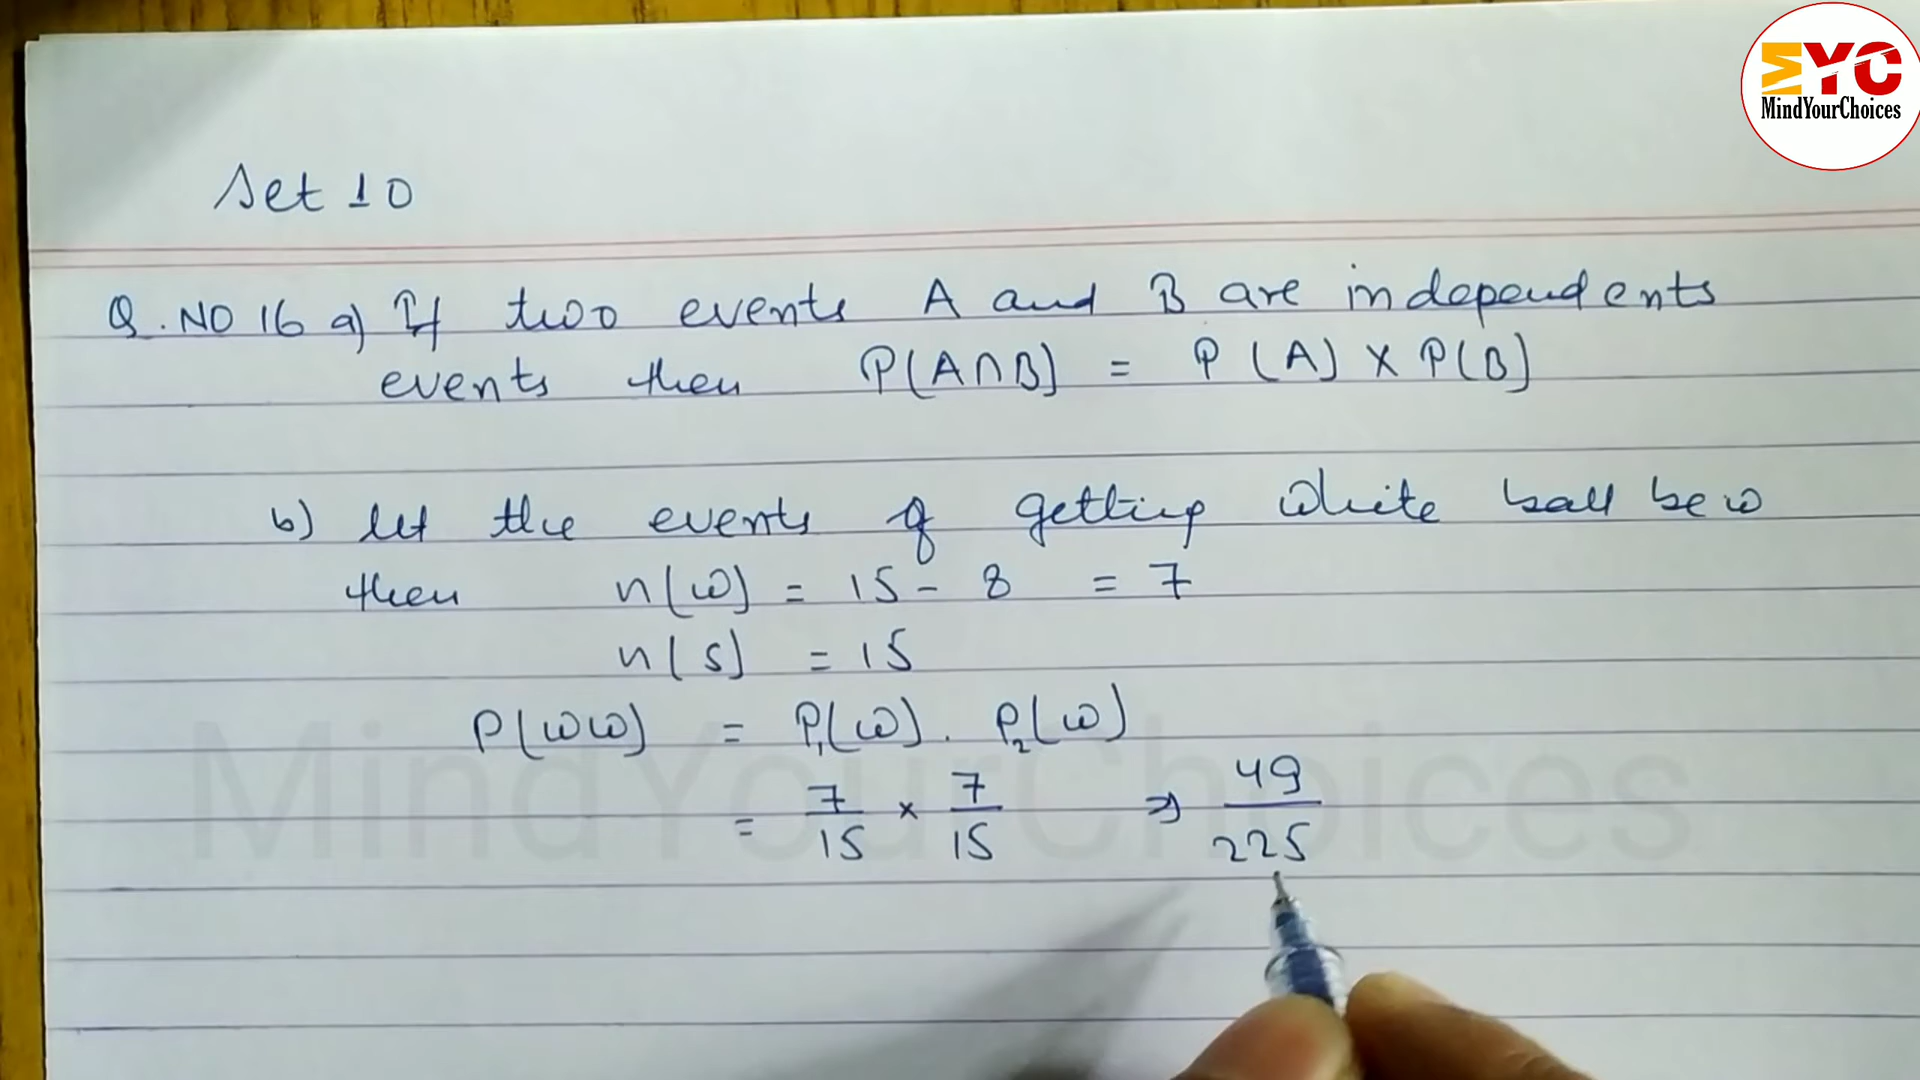 MYC
MindYourChoices
Set 10
Q.NO 16 a) If two events A and B are independents
events then P(A∩B) = P(A) × P(B)
b) let the events of getting white ball be w
then n(w) = 15 - 8 = 7
n(s) = 15
P(ww) = P₁(w) . P₂(w)
= 7/15 × 7/15 ⇒ 49/225
MindYourChoices